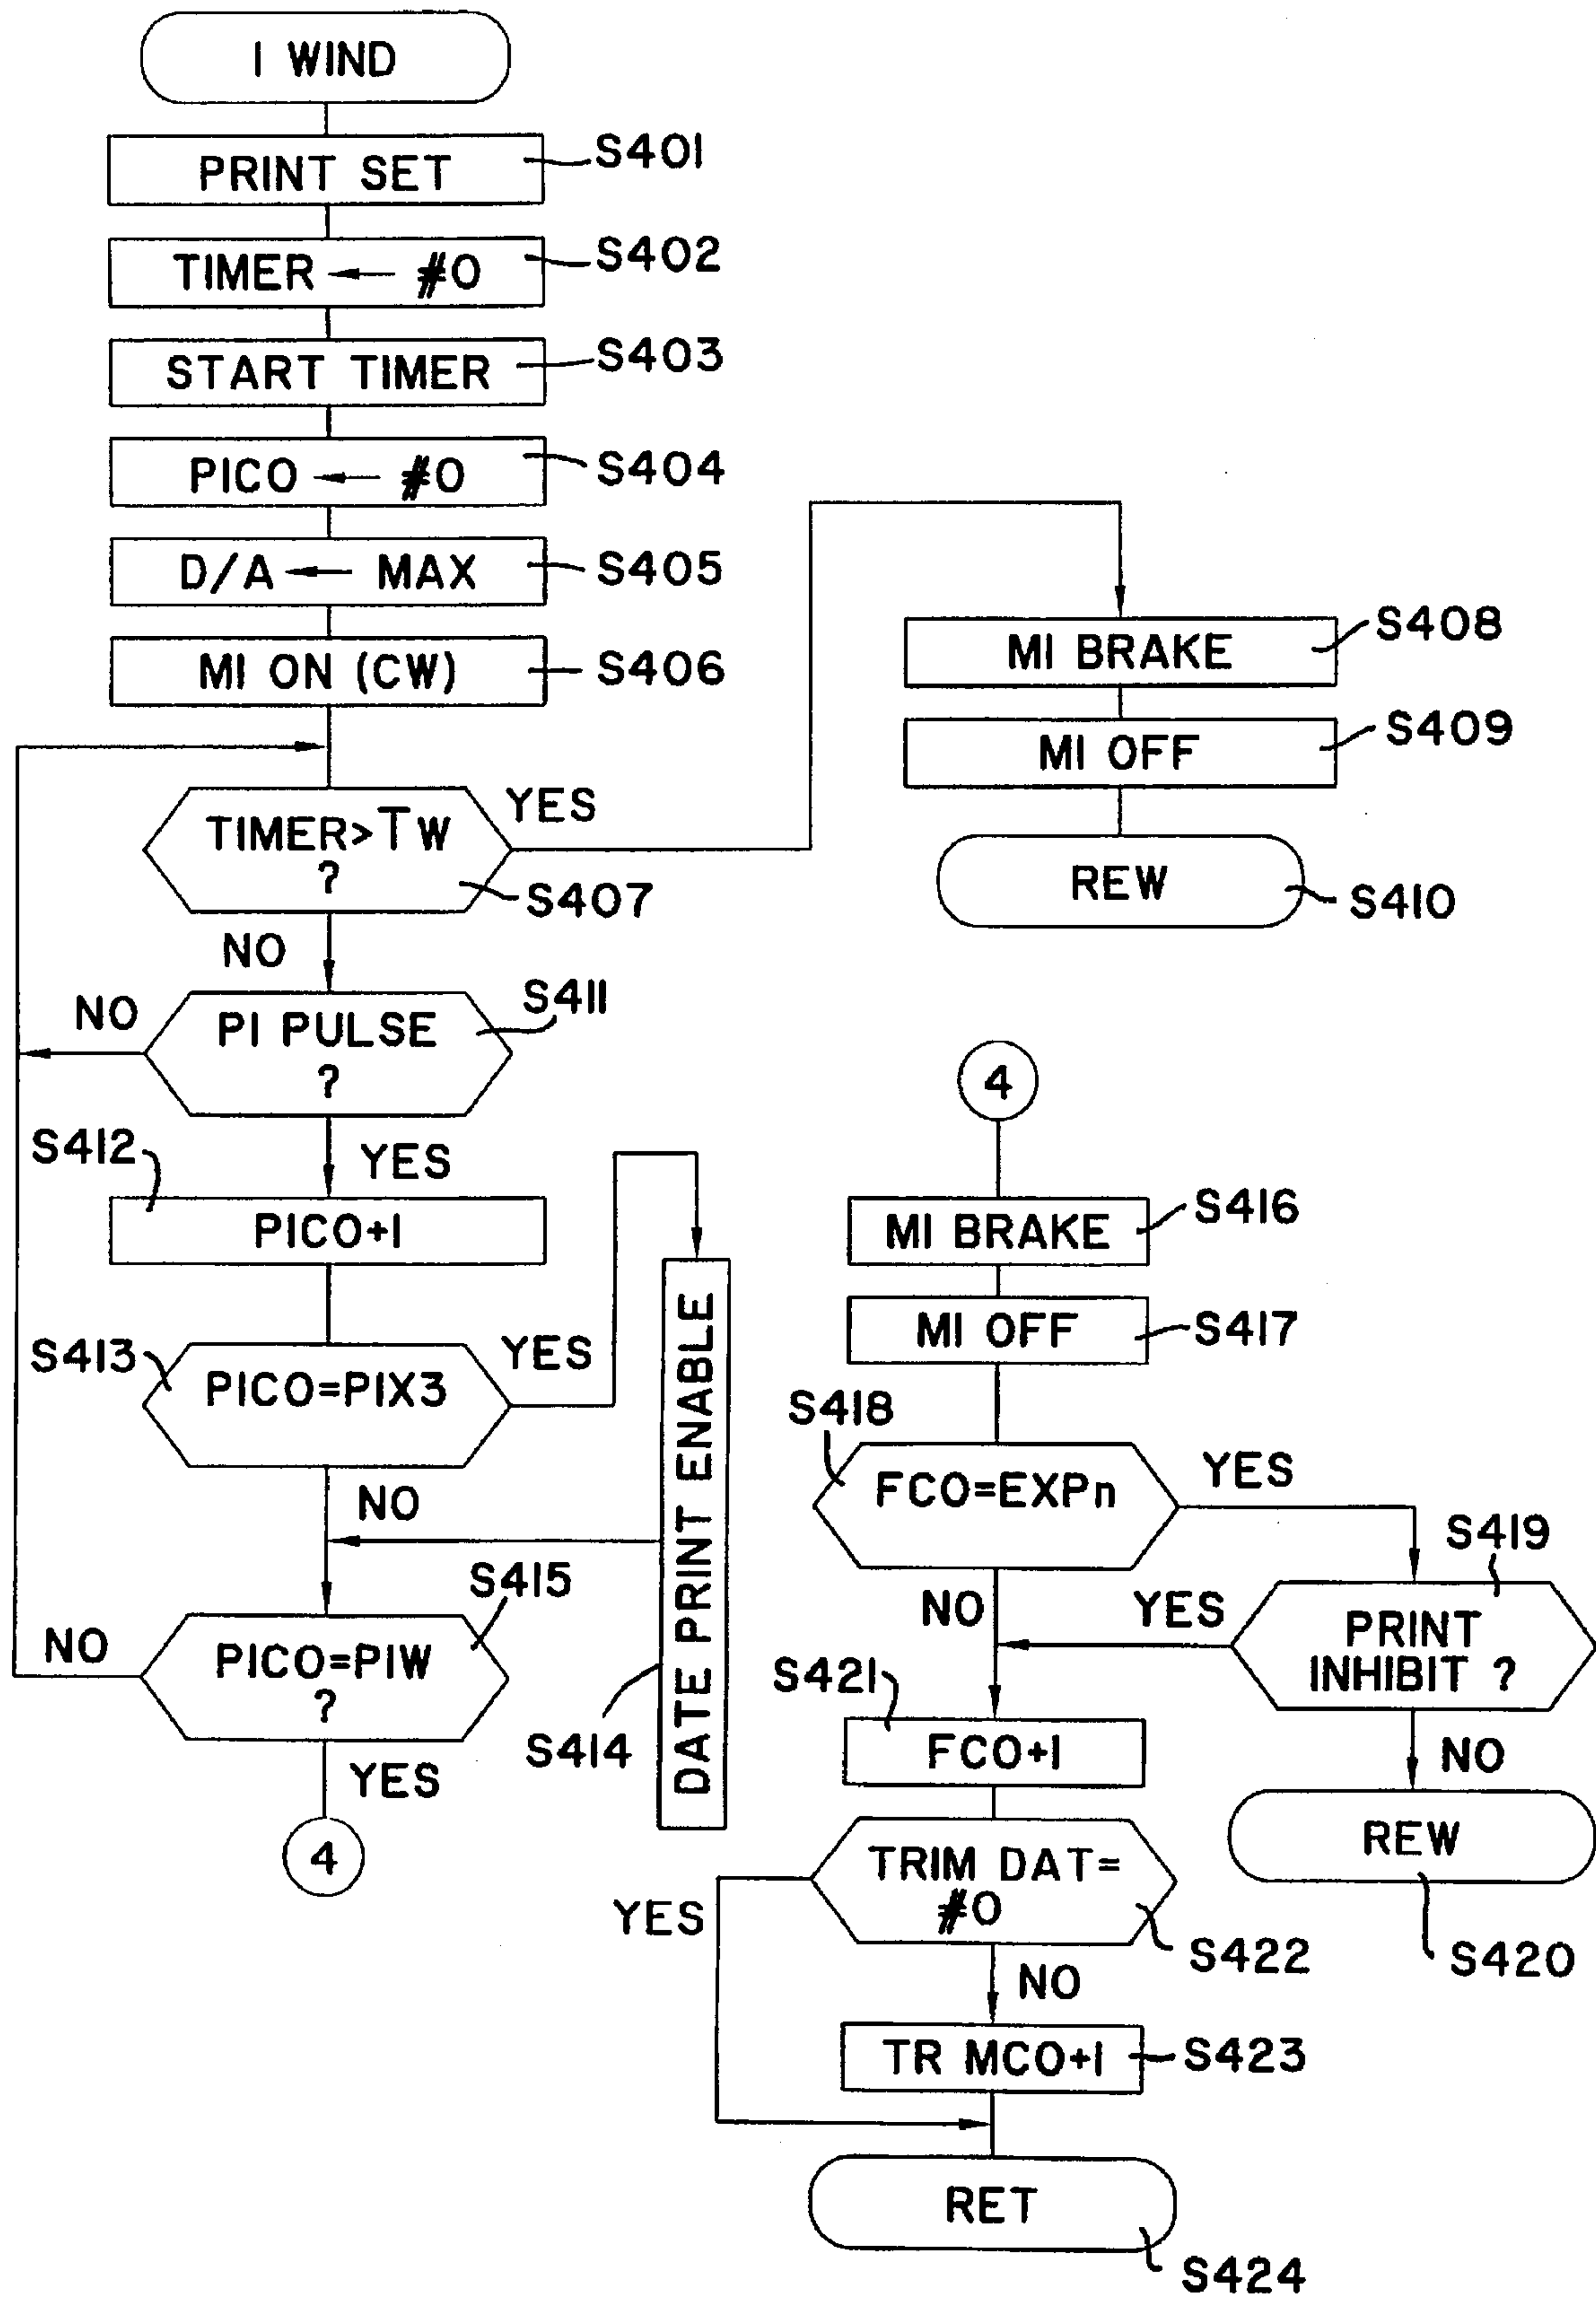 I WIND
PRINT SET
S401
TIMER ← #0
S402
START TIMER
S403
PICO ← #0
S404
D/A ← MAX
S405
MI ON (CW)
S406
TIMER>Tw
?
YES
S407
NO
MI BRAKE
S408
MI OFF
S409
REW
S410
PI PULSE
?
S411
NO
YES
S412
PICO+1
S413
PICO=PIX3
YES
NO
DATE PRINT ENABLE
S414
S415
PICO=PIW
?
NO
YES
4
4
MI BRAKE
S416
MI OFF
S417
S418
FCO=EXPn
YES
NO
S419
PRINT
INHIBIT ?
YES
NO
REW
S420
S421
FCO+1
TRIM DAT=
#0
YES
S422
NO
TR MCO+1
S423
RET
S424